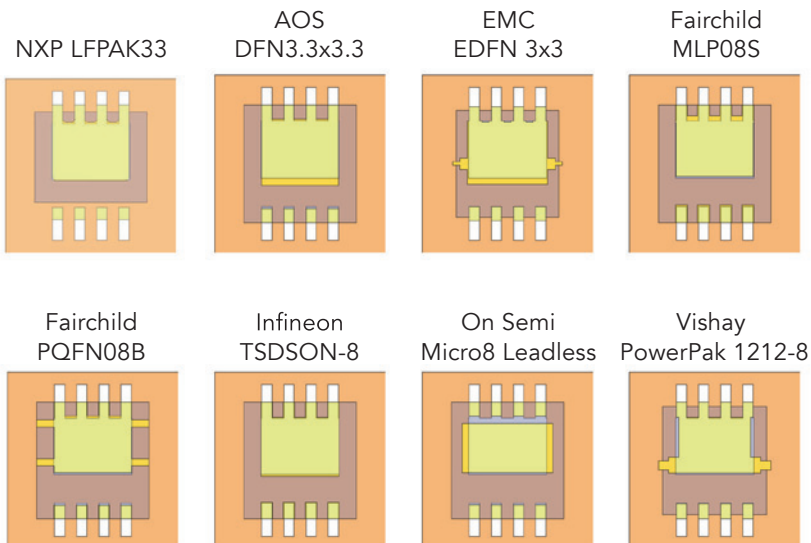 NXP LFPAK33
AOS
DFN3.3x3.3
EMC
EDFN 3x3
Fairchild
MLP08S
Fairchild
PQFN08B
Infineon
TSDSON-8
On Semi
Micro8 Leadless
Vishay
PowerPak 1212-8